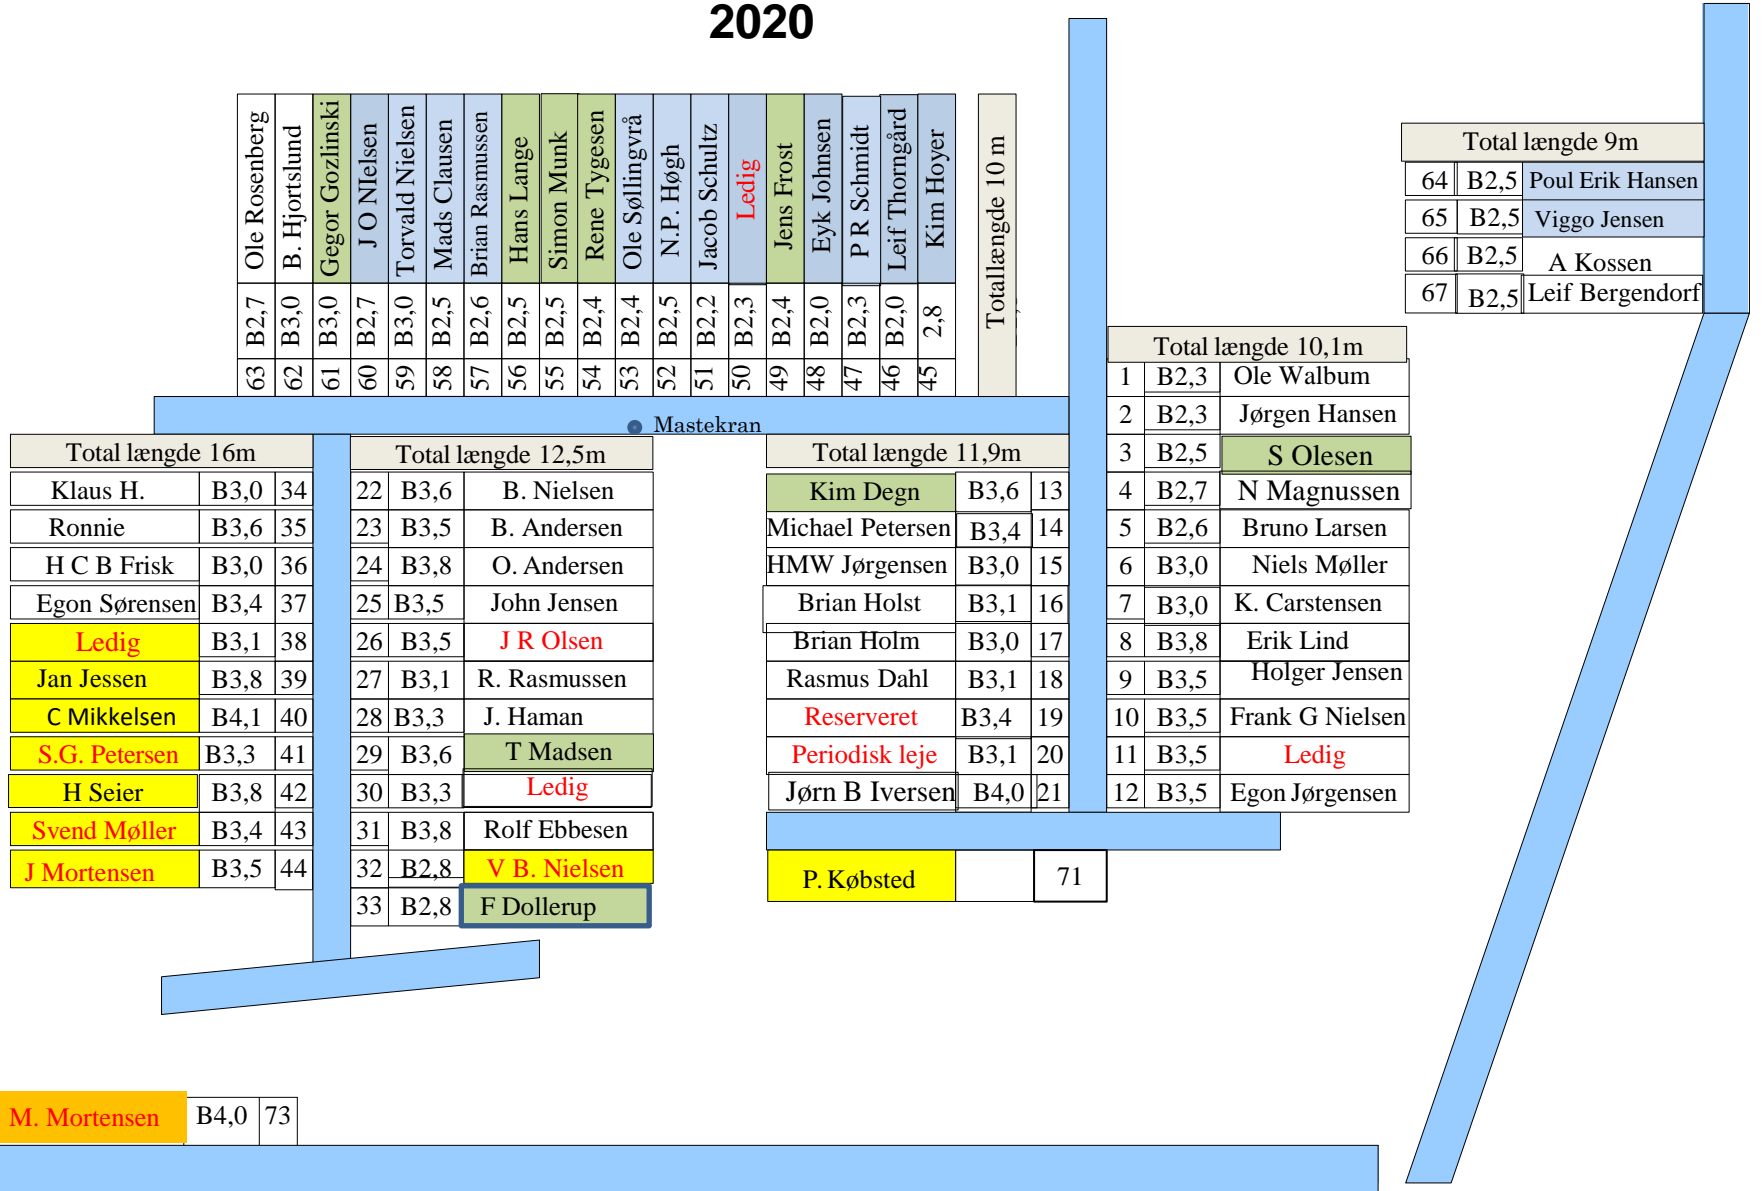 2020
63 B2,7 Ole Rosenberg
62 B3,0 B. Hjortslund
61 B3,0 Gegor Gozlinski
60 B2,7 J O NIelsen
59 B3,0 Torvald Nielsen
58 B2,5 Mads Clausen
57 B2,6 Brian Rasmussen
56 B2,5 Hans Lange
55 B2,5 Simon Munk
54 B2,4 Rene Tygesen
53 B2,4 Ole Søllingvrå
52 B2,5 N.P. Høgh
51 B2,2 Jacob Schultz
50 B2,3 Ledig
49 B2,4 Jens Frost
48 B2,0 Eyk Johnsen
47 B2,3 P R Schmidt
46 B2,0 Leif Thorngård
45 2,8 Kim Hoyer
Totallængde 10 m
Total længde 9m
64 B2,5 Poul Erik Hansen
65 B2,5 Viggo Jensen
66 B2,5 A Kossen
67 B2,5 Leif Bergendorf
Mastekran
Total længde 16m
Klaus H. B3,0 34
Ronnie B3,6 35
H C B Frisk B3,0 36
Egon Sørensen B3,4 37
Ledig B3,1 38
Jan Jessen B3,8 39
C Mikkelsen B4,1 40
S.G. Petersen B3,3 41
H Seier B3,8 42
Svend Møller B3,4 43
J Mortensen B3,5 44
Total længde 12,5m
22 B3,6 B. Nielsen
23 B3,5 B. Andersen
24 B3,8 O. Andersen
25 B3,5 John Jensen
26 B3,5 J R Olsen
27 B3,1 R. Rasmussen
28 B3,3 J. Haman
29 B3,6 T Madsen
30 B3,3 Ledig
31 B3,8 Rolf Ebbesen
32 B2,8 V B. Nielsen
33 B2,8 F Dollerup
Total længde 11,9m
Kim Degn B3,6 13
Michael Petersen B3,4 14
HMW Jørgensen B3,0 15
Brian Holst B3,1 16
Brian Holm B3,0 17
Rasmus Dahl B3,1 18
Reserveret B3,4 19
Periodisk leje B3,1 20
Jørn B Iversen B4,0 21
P. Købsted 71
Total længde 10,1m
1 B2,3 Ole Walbum
2 B2,3 Jørgen Hansen
3 B2,5 S Olesen
4 B2,7 N Magnussen
5 B2,6 Bruno Larsen
6 B3,0 Niels Møller
7 B3,0 K. Carstensen
8 B3,8 Erik Lind
9 B3,5 Holger Jensen
10 B3,5 Frank G Nielsen
11 B3,5 Ledig
12 B3,5 Egon Jørgensen
M. Mortensen B4,0 73